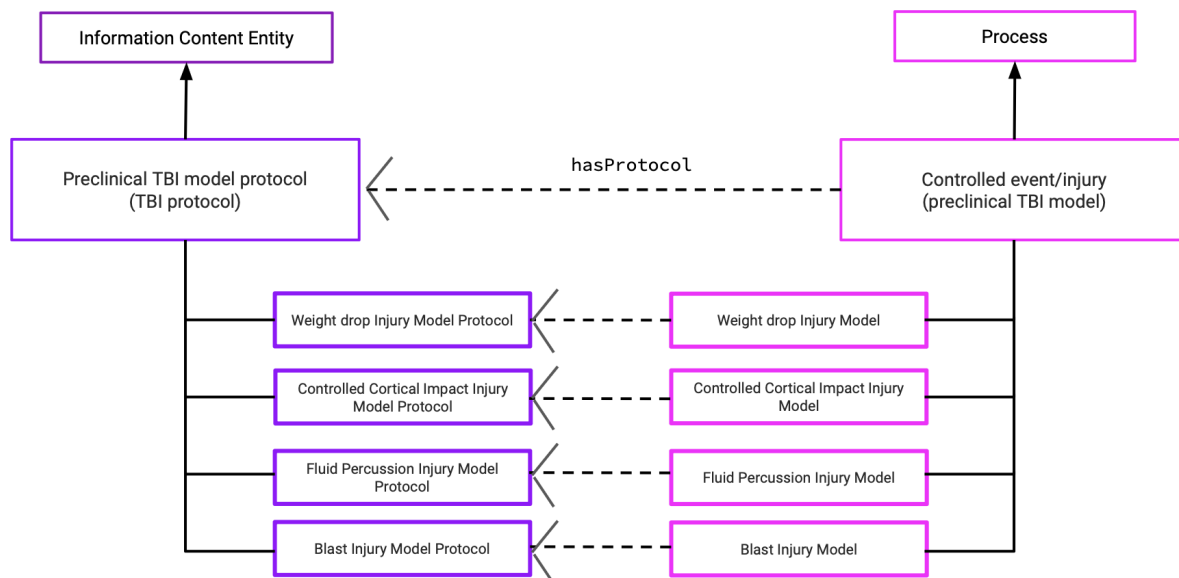 Information Content Entity
Process
hasProtocol
Preclinical TBI model protocol
(TBI protocol)
Controlled event/injury
(preclinical TBI model)
Weight drop Injury Model Protocol
Weight drop Injury Model
Controlled Cortical Impact Injury
Model Protocol
Controlled Cortical Impact Injury
Model
Fluid Percussion Injury Model
Protocol
Fluid Percussion Injury Model
Blast Injury Model Protocol
Blast Injury Model